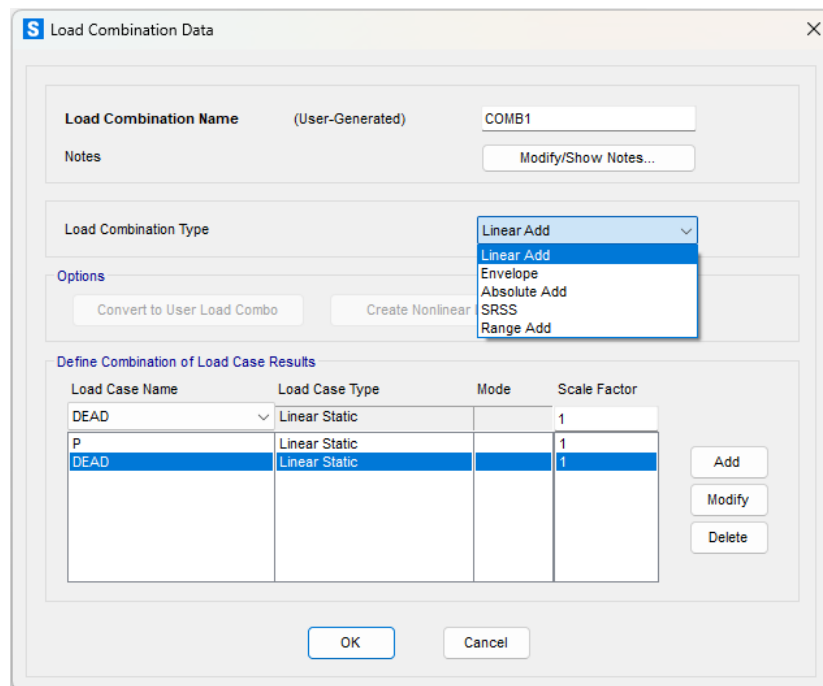 S Load Combination Data
Load Combination Name (User-Generated) COMB1
Notes Modify/Show Notes...
Load Combination Type Linear Add
Linear Add
Envelope
Absolute Add
SRSS
Range Add
Options
Convert to User Load Combo Create Nonlinear
Define Combination of Load Case Results
Load Case Name Load Case Type Mode Scale Factor
DEAD Linear Static 1
P Linear Static 1
DEAD Linear Static 1
Add
Modify
Delete
OK Cancel